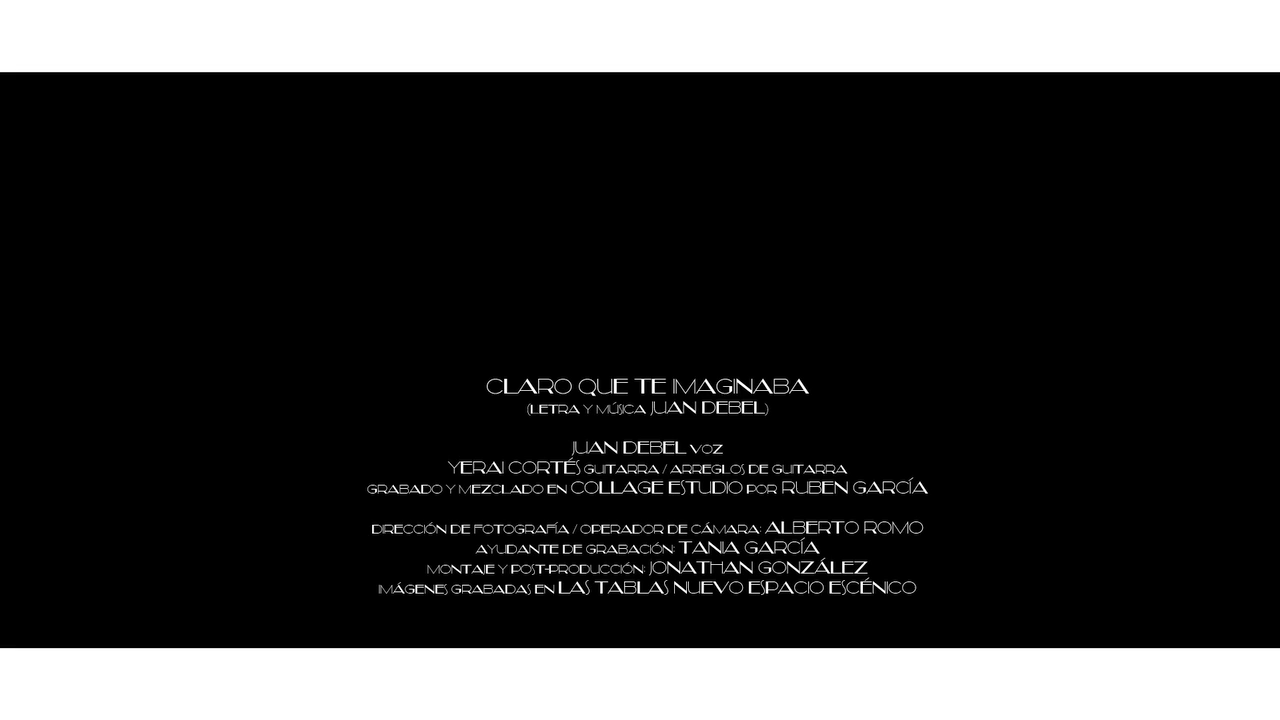 CLARO QUE TE IMAGINABA
(LETRA Y MÚSICA JUAN DEBEL)
JUAN DEBEL VOZ
YERAI CORTÉS GUITARRA / ARREGLOS DE GUITARRA
GRABADO Y MEZCLADO EN COLLAGE ESTUDIO POR RUBEN GARCÍA
DIRECCIÓN DE FOTOGRAFÍA / OPERADOR DE CÁMARA: ALBERTO ROMO
AYUDANTE DE GRABACIÓN: TANIA GARCÍA
MONTAJE Y POST-PRODUCCIÓN: JONATHAN GONZÁLEZ
IMÁGENES GRABADAS EN LAS TABLAS NUEVO ESPACIO ESCÉNICO